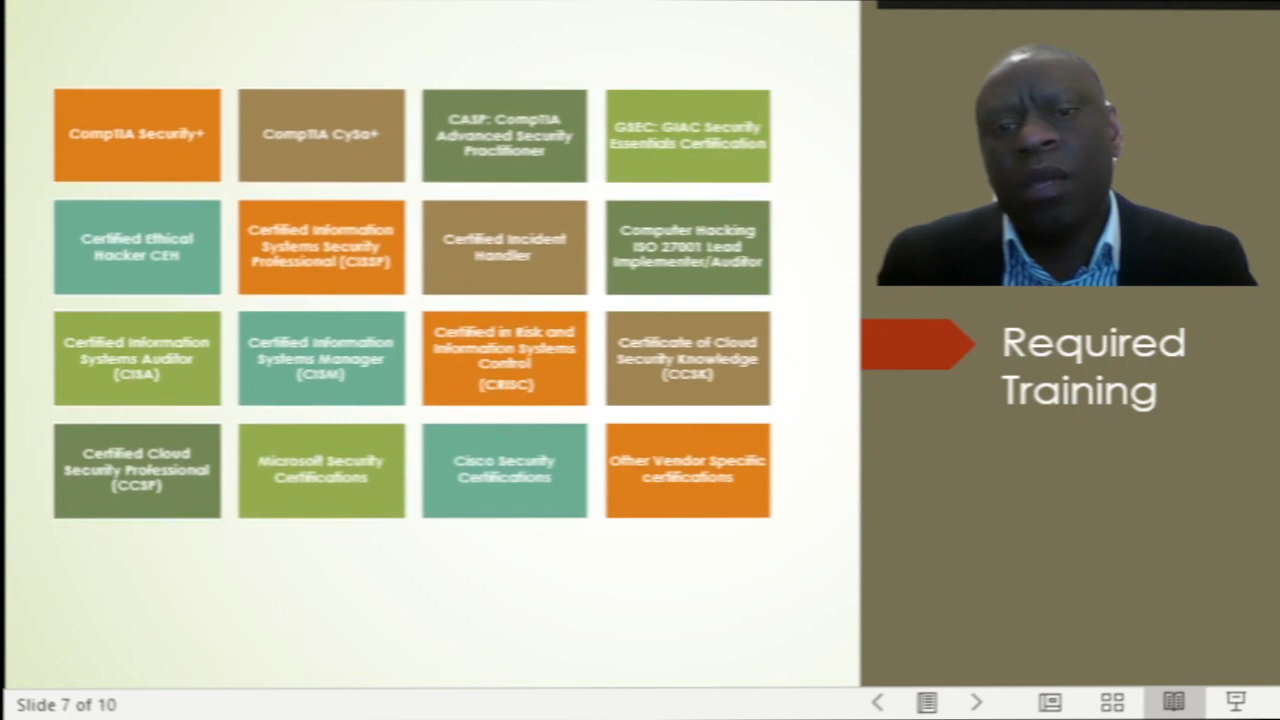 CompTIA Security+
CompTIA CySa+
CASP: CompTIA
Advanced Security
Practitioner
GSEC: GIAC Security
Essentials Certification
Certified Ethical
Hacker CEH
Certified Information
Systems Security
Professional (CISSP)
Certified Incident
Handler
Computer Hacking
ISO 27001 Lead
Implementer/Auditor
Certified Information
Systems Auditor
(CISA)
Certified Information
Systems Manager
(CISM)
Certified in Risk and
Information Systems
Control
(CRISC)
Certificate of Cloud
Security Knowledge
(CCSK)
Certified Cloud
Security Professional
(CCSP)
Microsoft Security
Certifications
Cisco Security
Certifications
Other Vendor Specific
certifications
Required
Training
Slide 7 of 10